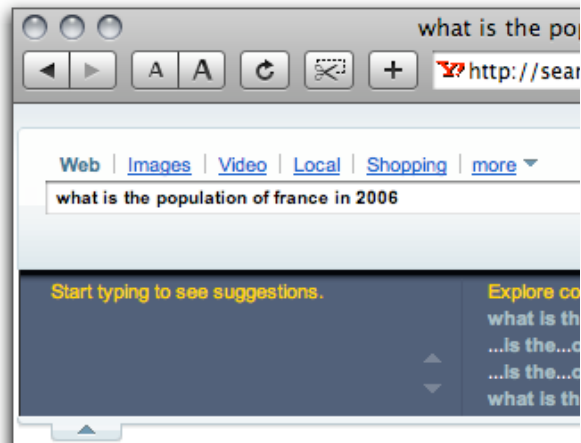 what is the pop
A A + Y! http://sear
Web Images Video Local Shopping more
what is the population of france in 2006
Start typing to see suggestions.
Explore co
what is th
...is the...c
...is the...c
what is th